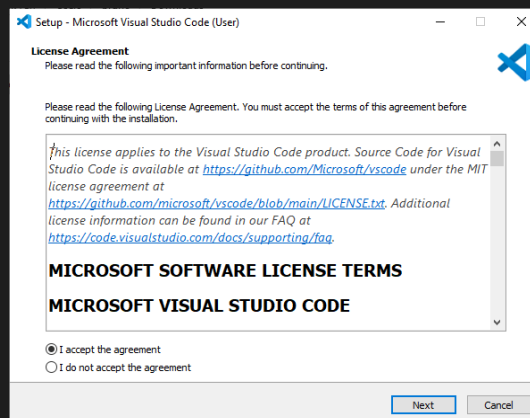 Setup - Microsoft Visual Studio Code (User)
License Agreement
Please read the following important information before continuing.
Please read the following License Agreement. You must accept the terms of this agreement before
continuing with the installation.
This license applies to the Visual Studio Code product. Source Code for Visual
Studio Code is available at https://github.com/Microsoft/vscode under the MIT
license agreement at
https://github.com/microsoft/vscode/blob/main/LICENSE.txt. Additional
license information can be found in our FAQ at
https://code.visualstudio.com/docs/supporting/faq.
MICROSOFT SOFTWARE LICENSE TERMS
MICROSOFT VISUAL STUDIO CODE
I accept the agreement
I do not accept the agreement
Next
Cancel